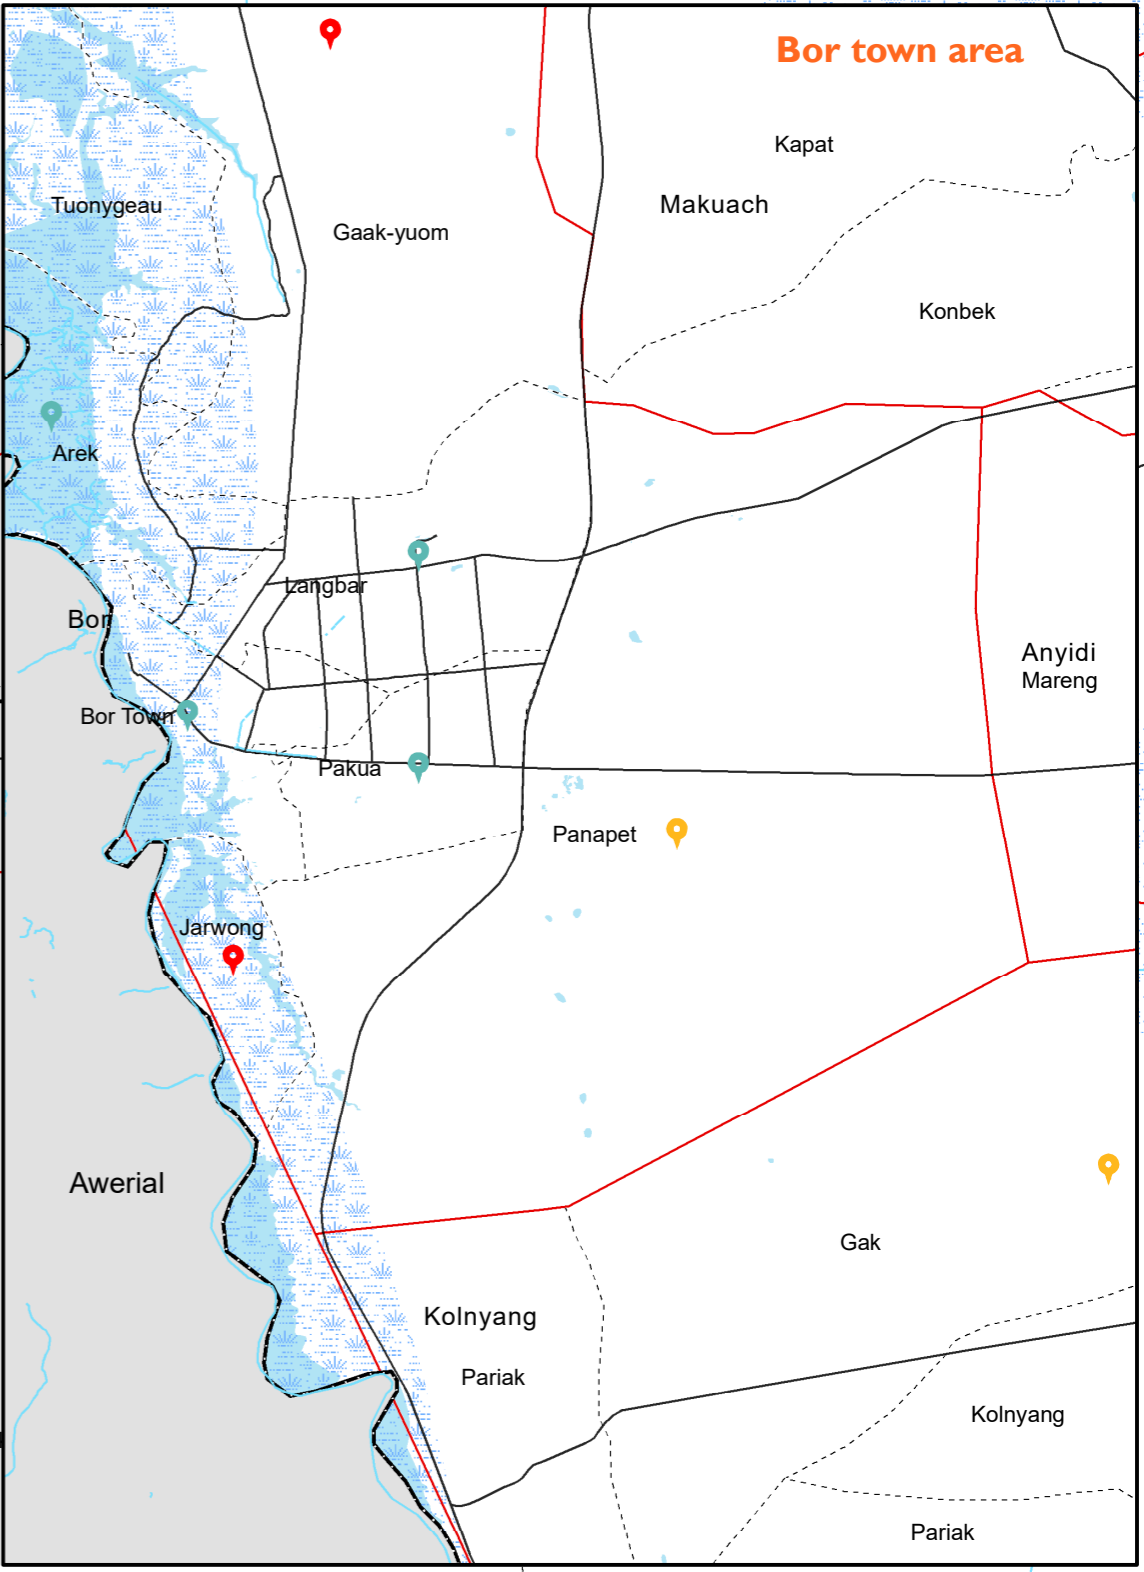 Bor town area
Kapat
Makuach
Tuonygeau
Gaak-yuom
Konbek
Arek
Langbar
Bor
Anyidi
Mareng
Bor Town
Pakua
Panapet
Jarwong
Awerial
Gak
Kolnyang
Pariak
Kolnyang
Pariak